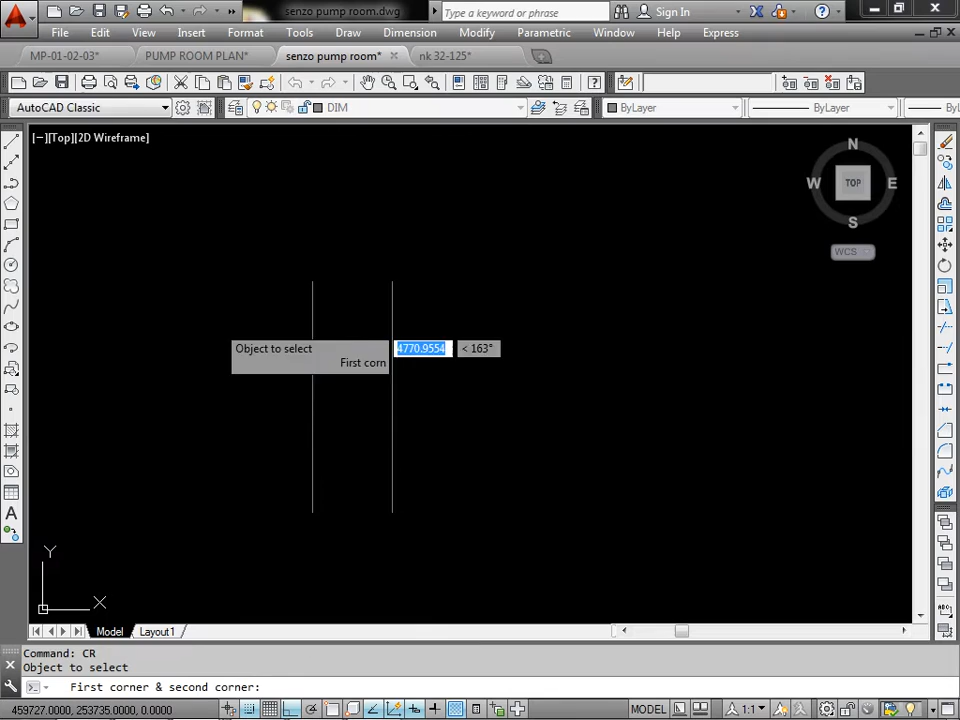 senzo pump room.dwg
Type a keyword or phrase
Sign In
File Edit View Insert Format Tools Draw Dimension Modify Parametric Window Help Express
MP-01-02-03*
PUMP ROOM PLAN*
senzo pump room*
nk 32-125*
AutoCAD Classic
DIM
ByLayer
ByLayer
ByL
[−][Top][2D Wireframe]
N
W
TOP
E
S
WCS
Object to select
First corn
4770.9554
< 163°
Y
X
Model
Layout1
Command: CR
Object to select
First corner & second corner:
459727.0000, 253735.0000, 0.0000
MODEL
1:1